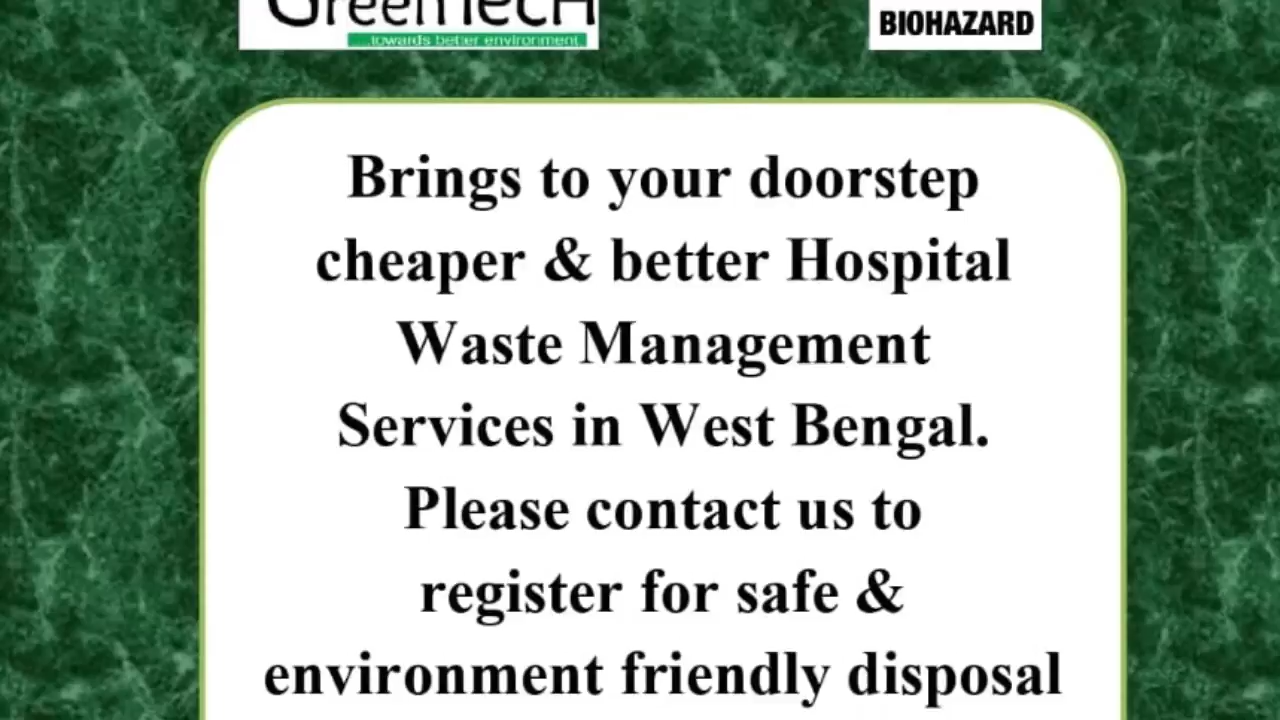 GreenTech
...towards better environment...
BIOHAZARD
Brings to your doorstep
cheaper & better Hospital
Waste Management
Services in West Bengal.
Please contact us to
register for safe &
environment friendly disposal